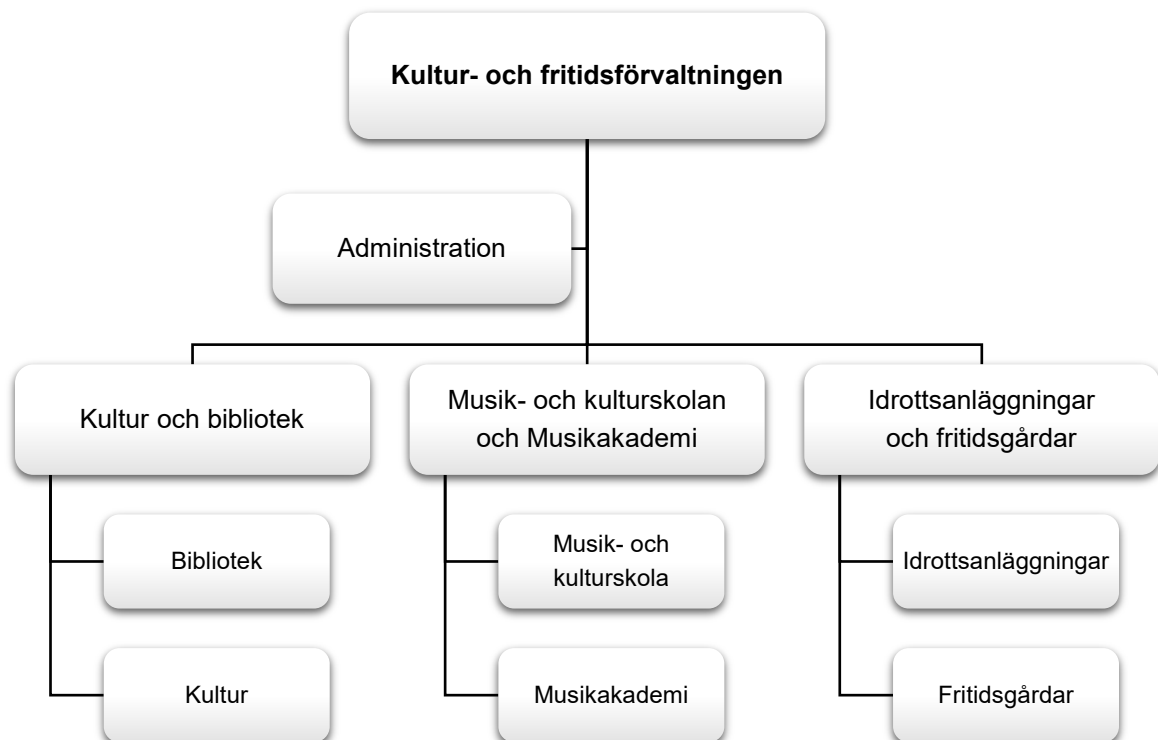 Kultur- och fritidsförvaltningen
Administration
Kultur och bibliotek
Musik- och kulturskolan
och Musikakademi
Idrottsanläggningar
och fritidsgårdar
Bibliotek
Musik- och
kulturskola
Idrottsanläggningar
Kultur
Musikakademi
Fritidsgårdar